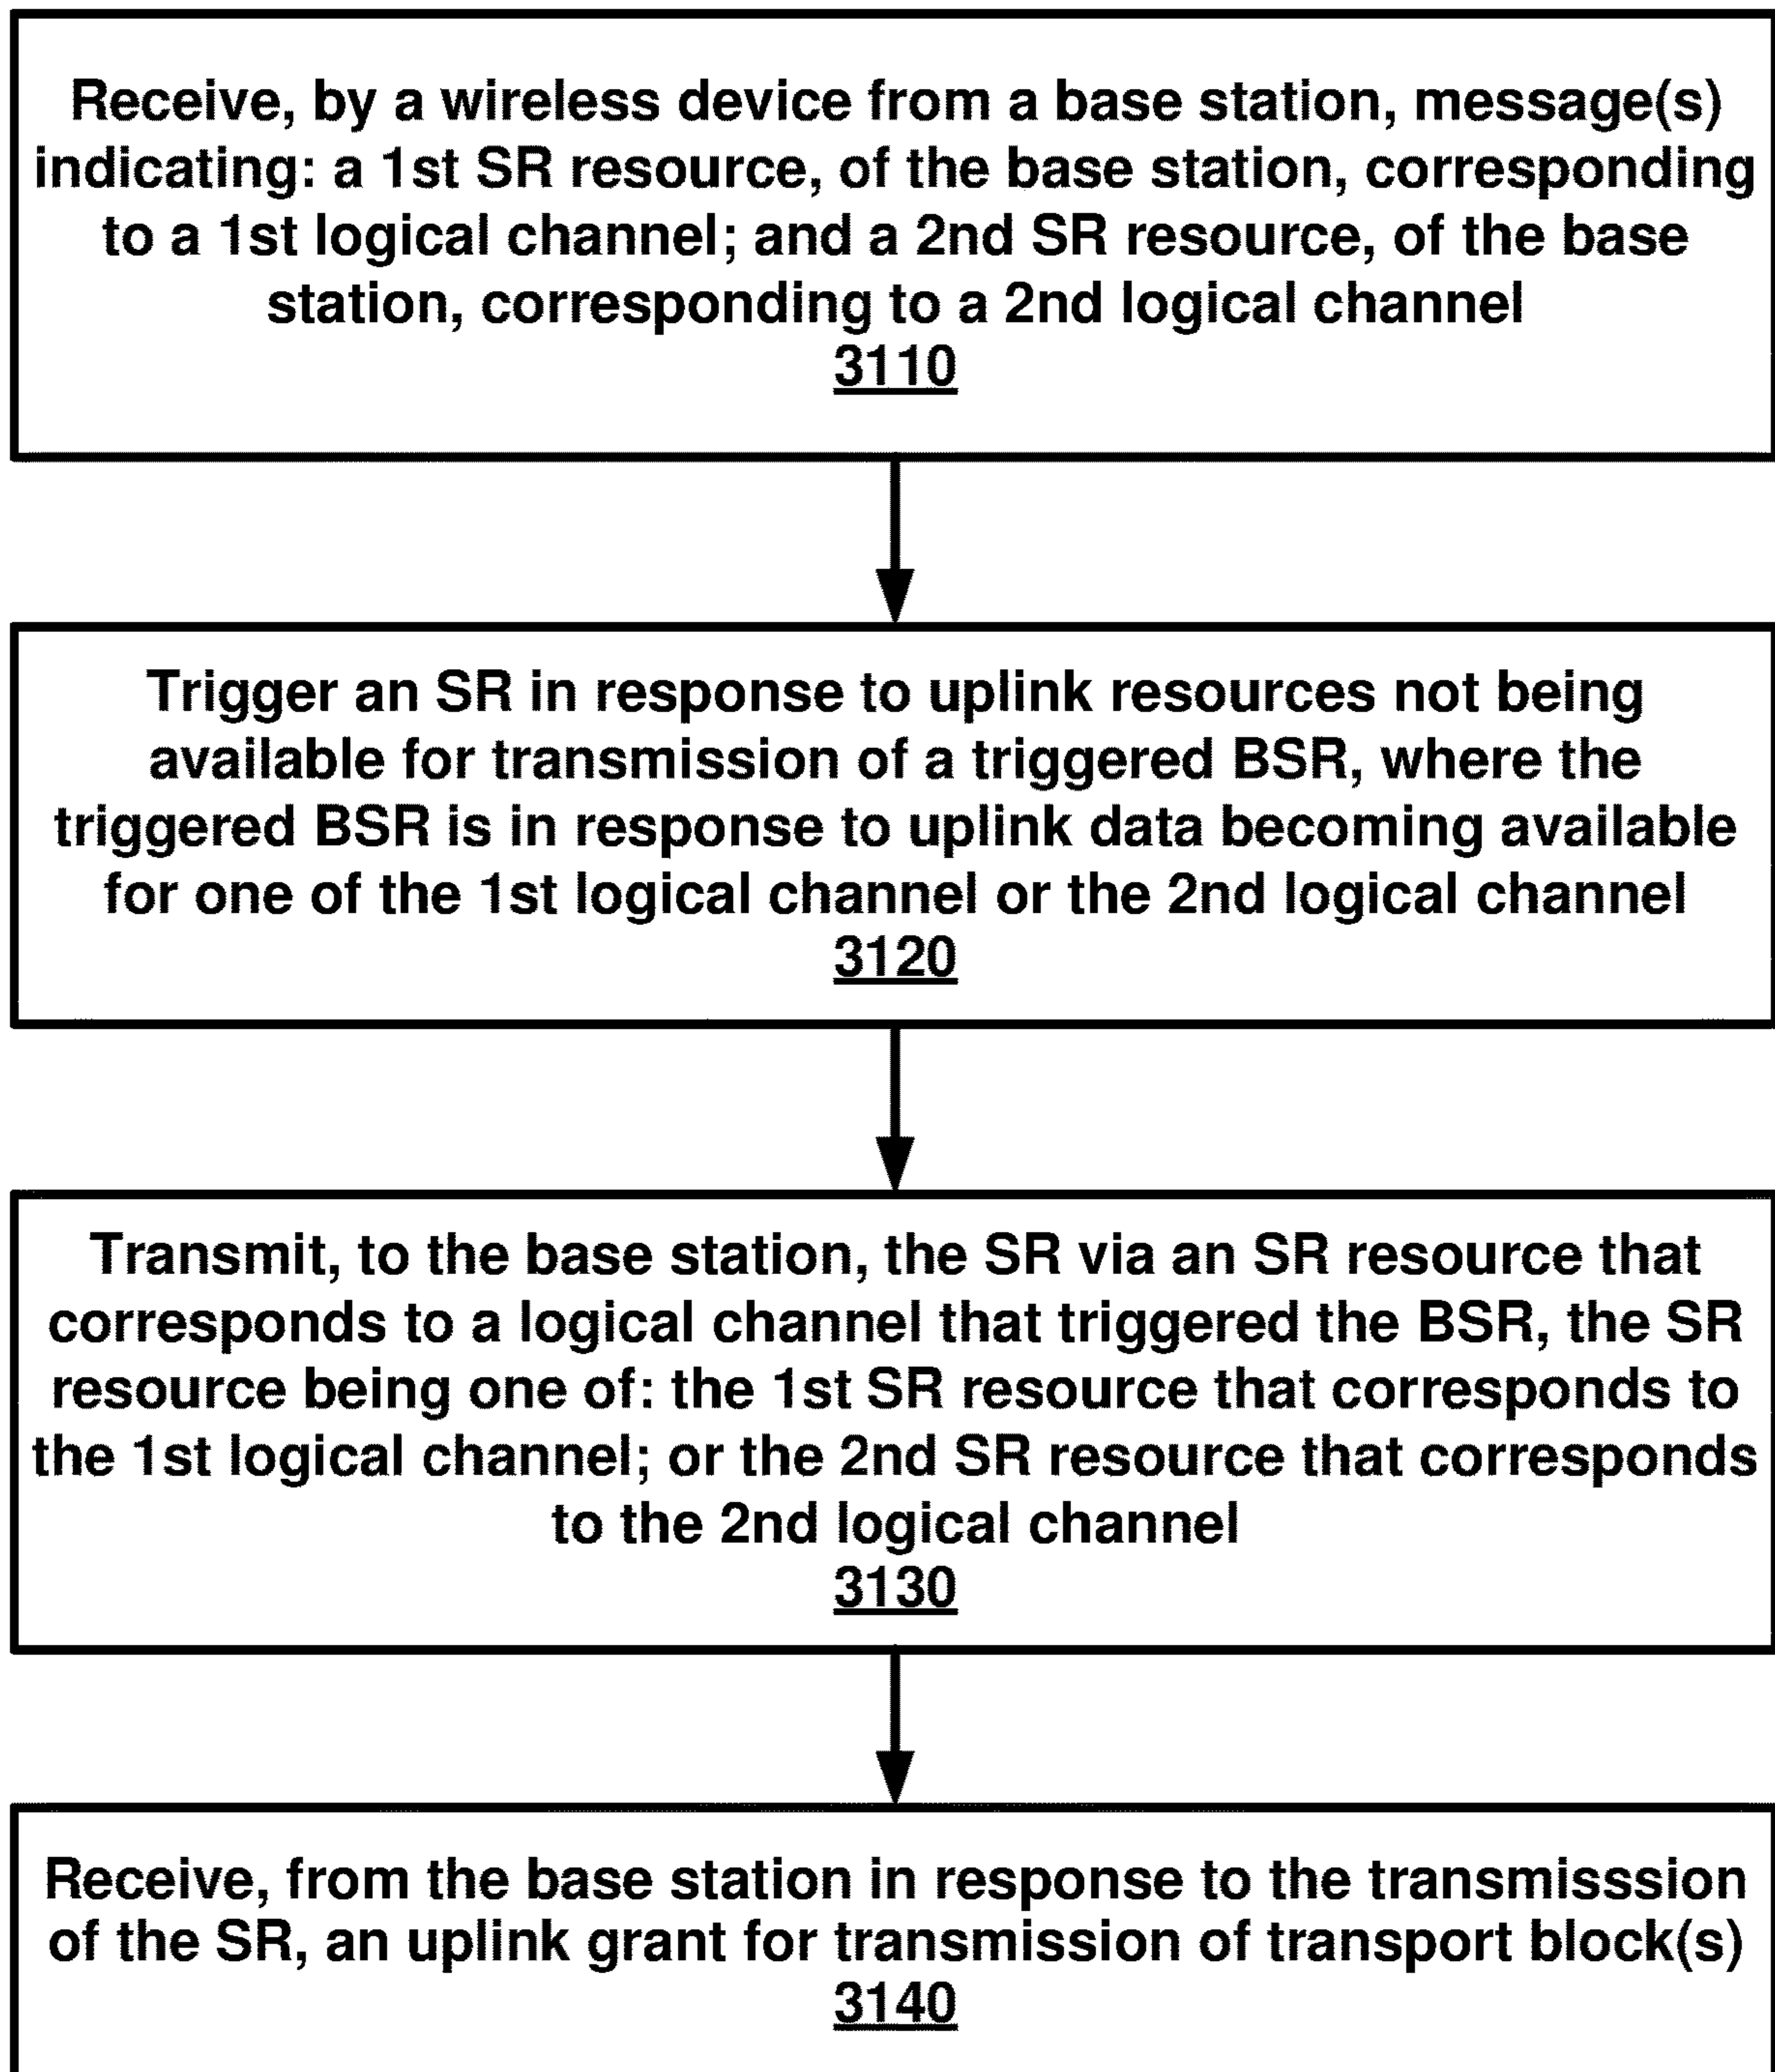 Receive, by a wireless device from a base station, message(s)
indicating: a 1st SR resource, of the base station, corresponding
to a 1st logical channel; and a 2nd SR resource, of the base
station, corresponding to a 2nd logical channel
3110
Trigger an SR in response to uplink resources not being
available for transmission of a triggered BSR, where the
triggered BSR is in response to uplink data becoming available
for one of the 1st logical channel or the 2nd logical channel
3120
Transmit, to the base station, the SR via an SR resource that
corresponds to a logical channel that triggered the BSR, the SR
resource being one of: the 1st SR resource that corresponds to
the 1st logical channel; or the 2nd SR resource that corresponds
to the 2nd logical channel
3130
Receive, from the base station in response to the transmisssion
of the SR, an uplink grant for transmission of transport block(s)
3140